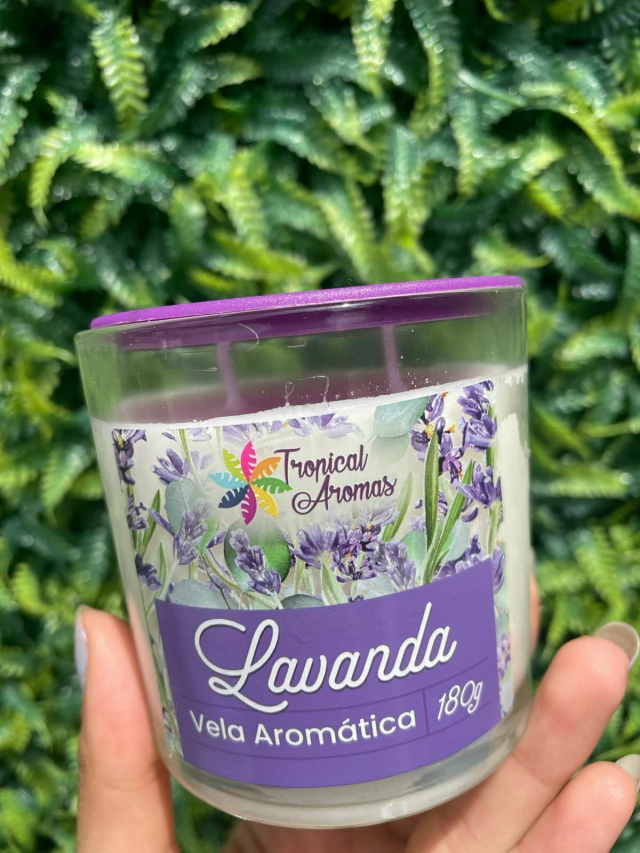 Tropical
Aromas
Lavanda
Vela Aromática 180g